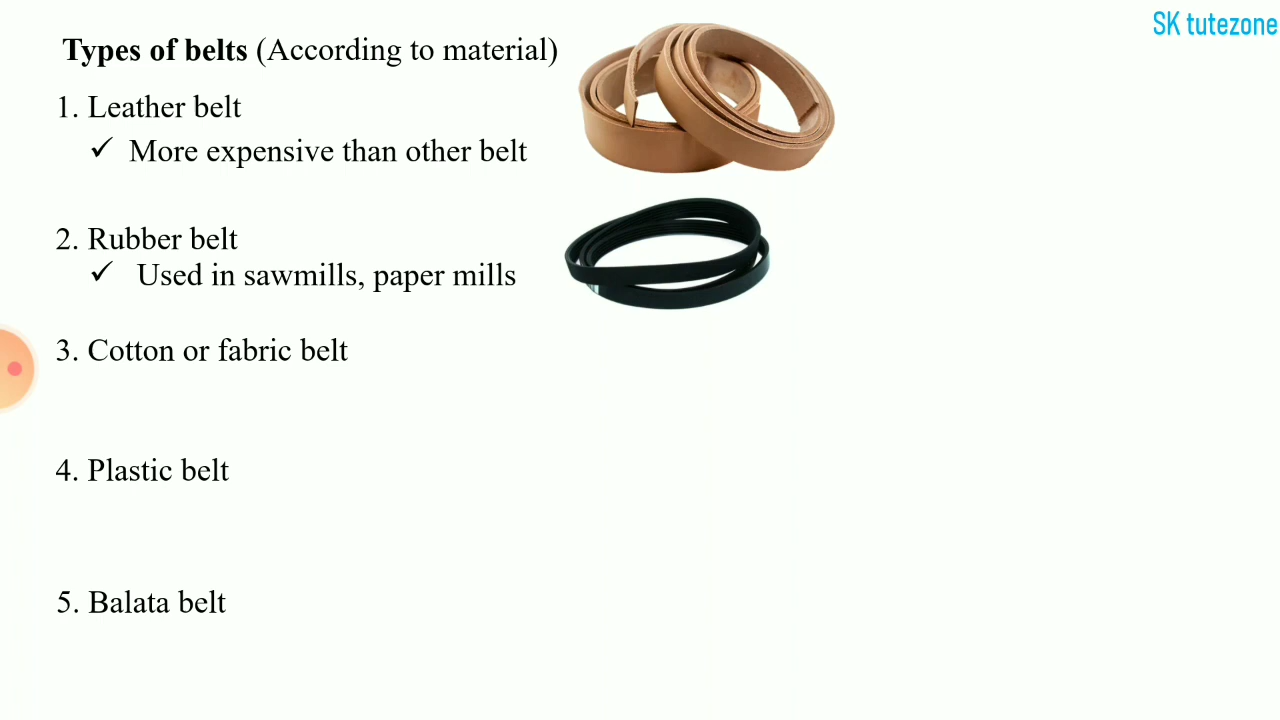 SK tutezone
Types of belts (According to material)
1. Leather belt
✓ More expensive than other belt
2. Rubber belt
✓ Used in sawmills, paper mills
3. Cotton or fabric belt
4. Plastic belt
5. Balata belt